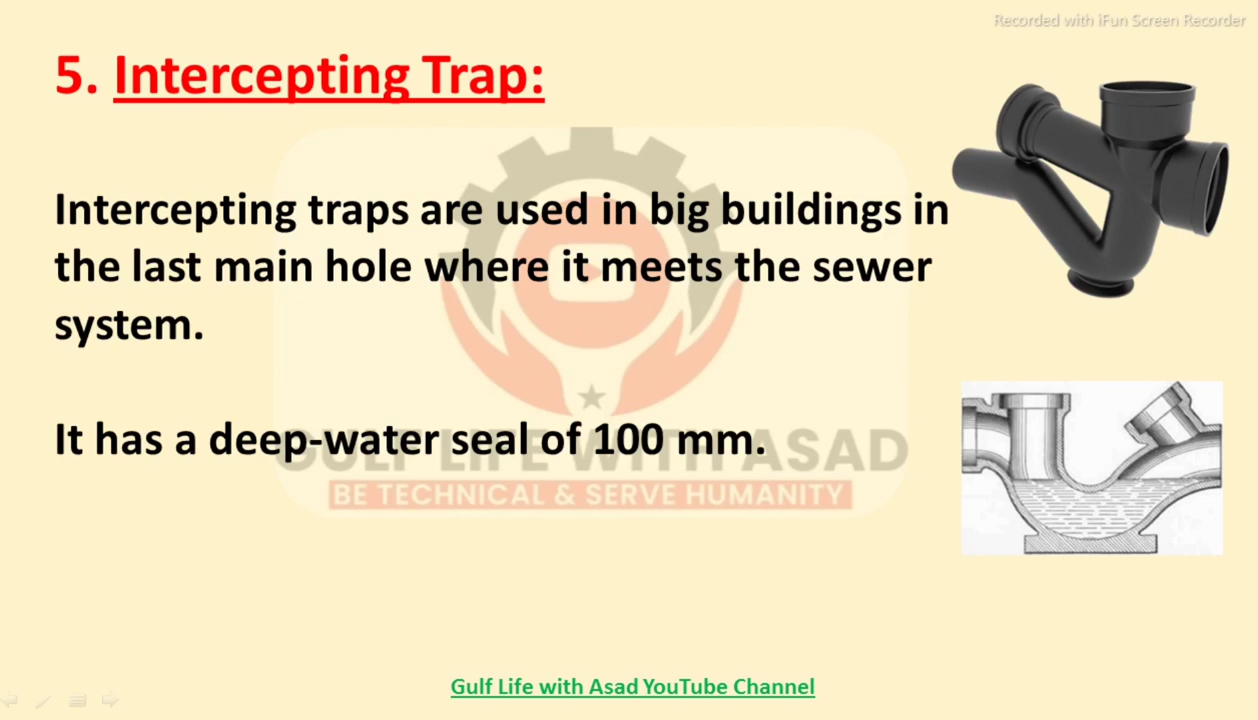 Recorded with iFun Screen Recorder
5. Intercepting Trap:
Intercepting traps are used in big buildings in
the last main hole where it meets the sewer
system.
It has a deep-water seal of 100 mm.
GULF LIFE WITH ASAD
BE TECHNICAL & SERVE HUMANITY
Gulf Life with Asad YouTube Channel